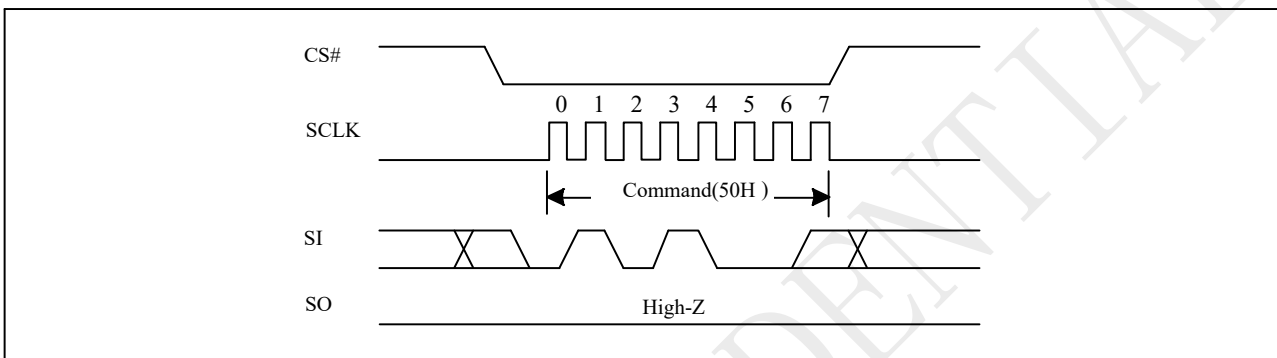 CS#
0 1 2 3 4 5 6 7
SCLK
Command(50H )
SI
SO
High-Z